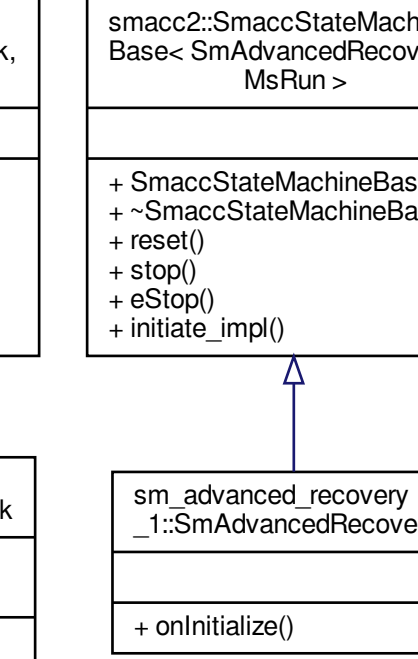 k,
smacc2::SmaccStateMach
Base< SmAdvancedRecov
MsRun >
+ SmaccStateMachineBas
+ ~SmaccStateMachineBa
+ reset()
+ stop()
+ eStop()
+ initiate_impl()
k
sm_advanced_recovery
_1::SmAdvancedRecove
+ onInitialize()